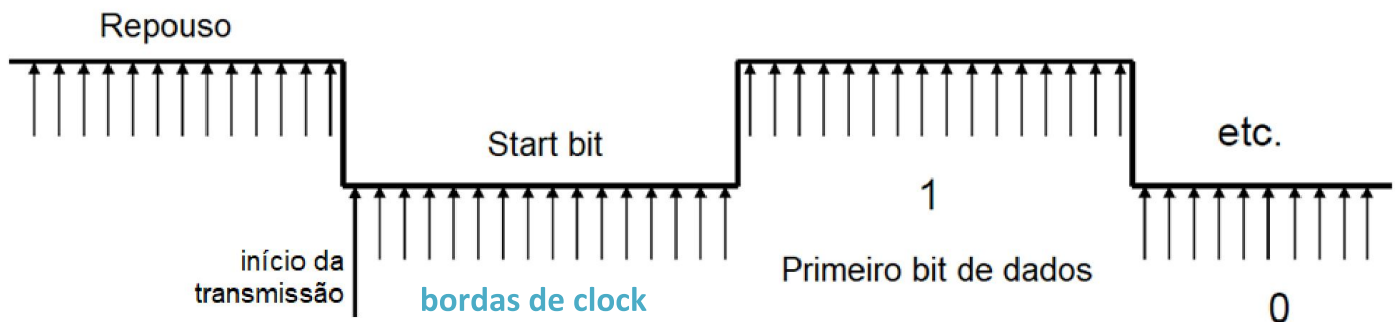 Repouso
Start bit
etc.
1
início da
transmissão
bordas de clock
Primeiro bit de dados
0